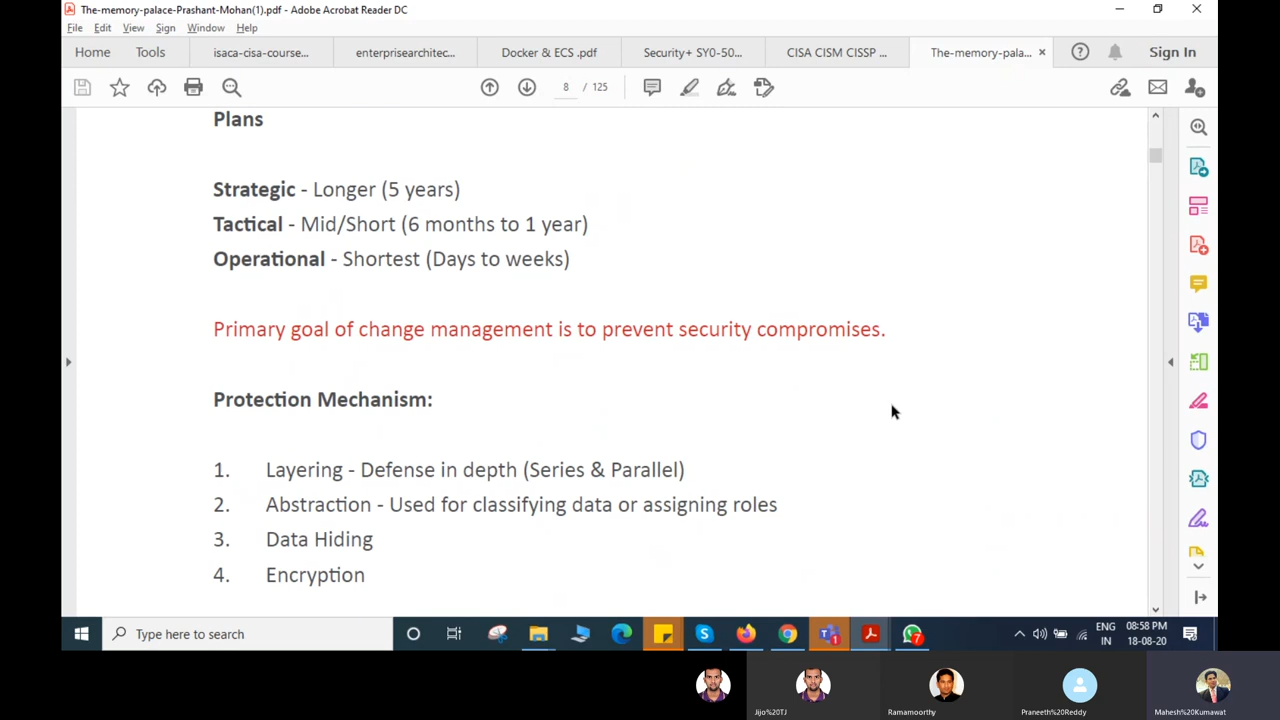 The-memory-palace-Prashant-Mohan(1).pdf - Adobe Acrobat Reader DC
File Edit View Sign Window Help
Home Tools isaca-cisa-course... enterprisearchitec... Docker & ECS .pdf Security+ SY0-50... CISA CISM CISSP ... The-memory-pala... × Sign In
8 / 125
Plans
Strategic - Longer (5 years)
Tactical - Mid/Short (6 months to 1 year)
Operational - Shortest (Days to weeks)
Primary goal of change management is to prevent security compromises.
Protection Mechanism:
1. Layering - Defense in depth (Series & Parallel)
2. Abstraction - Used for classifying data or assigning roles
3. Data Hiding
4. Encryption
Type here to search
1
7
ENG 08:58 PM
IN 18-08-20
Jijo%20TJ Ramamoorthy Praneeth%20Reddy Mahesh%20Kumawat